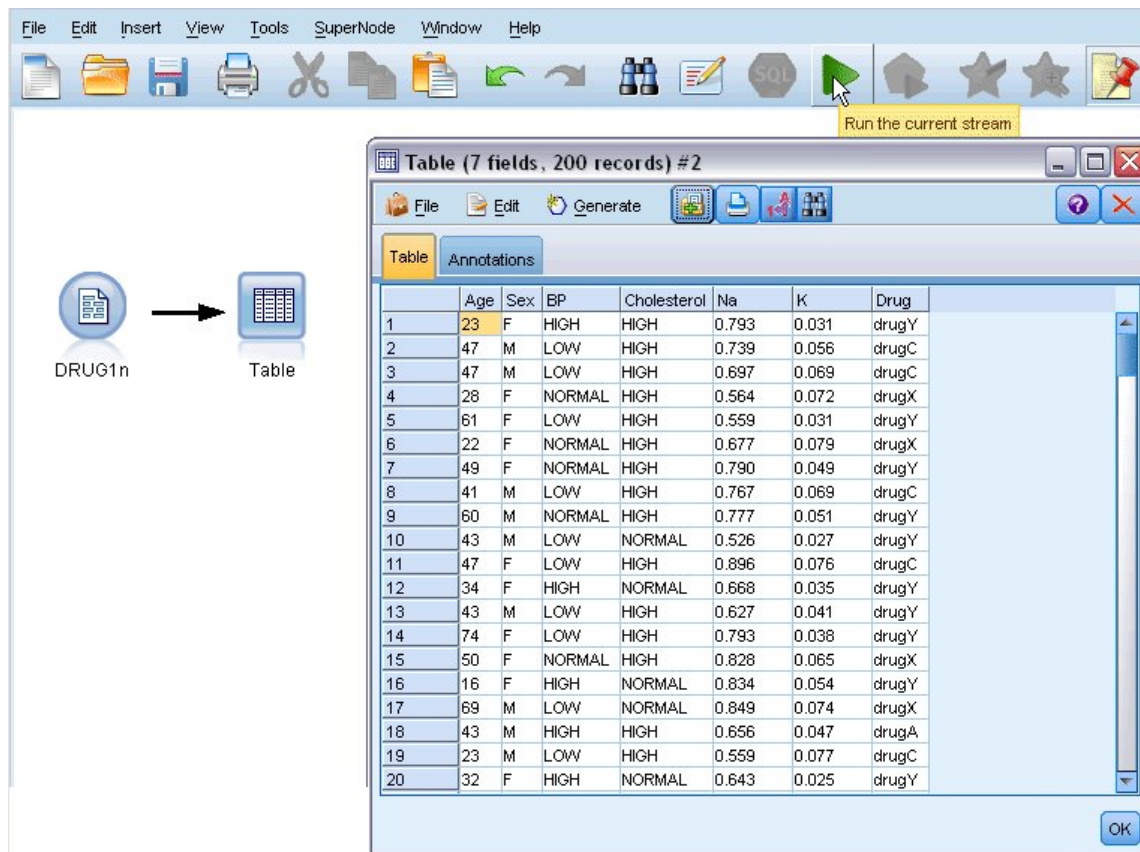 File Edit Insert View Tools SuperNode Window Help
SQL
Run the current stream
Table (7 fields, 200 records) #2
File Edit Generate
Table Annotations
Age Sex BP Cholesterol Na K Drug
1 23 F HIGH HIGH 0.793 0.031 drugY
2 47 M LOW HIGH 0.739 0.056 drugC
3 47 M LOW HIGH 0.697 0.069 drugC
4 28 F NORMAL HIGH 0.564 0.072 drugX
5 61 F LOW HIGH 0.559 0.031 drugY
6 22 F NORMAL HIGH 0.677 0.079 drugX
7 49 F NORMAL HIGH 0.790 0.049 drugY
8 41 M LOW HIGH 0.767 0.069 drugC
9 60 M NORMAL HIGH 0.777 0.051 drugY
10 43 M LOW NORMAL 0.526 0.027 drugY
11 47 F LOW HIGH 0.896 0.076 drugC
12 34 F HIGH NORMAL 0.668 0.035 drugY
13 43 M LOW HIGH 0.627 0.041 drugY
14 74 F LOW HIGH 0.793 0.038 drugY
15 50 F NORMAL HIGH 0.828 0.065 drugX
16 16 F HIGH NORMAL 0.834 0.054 drugY
17 69 M LOW NORMAL 0.849 0.074 drugX
18 43 M HIGH HIGH 0.656 0.047 drugA
19 23 M LOW HIGH 0.559 0.077 drugC
20 32 F HIGH NORMAL 0.643 0.025 drugY
DRUG1n
Table
OK